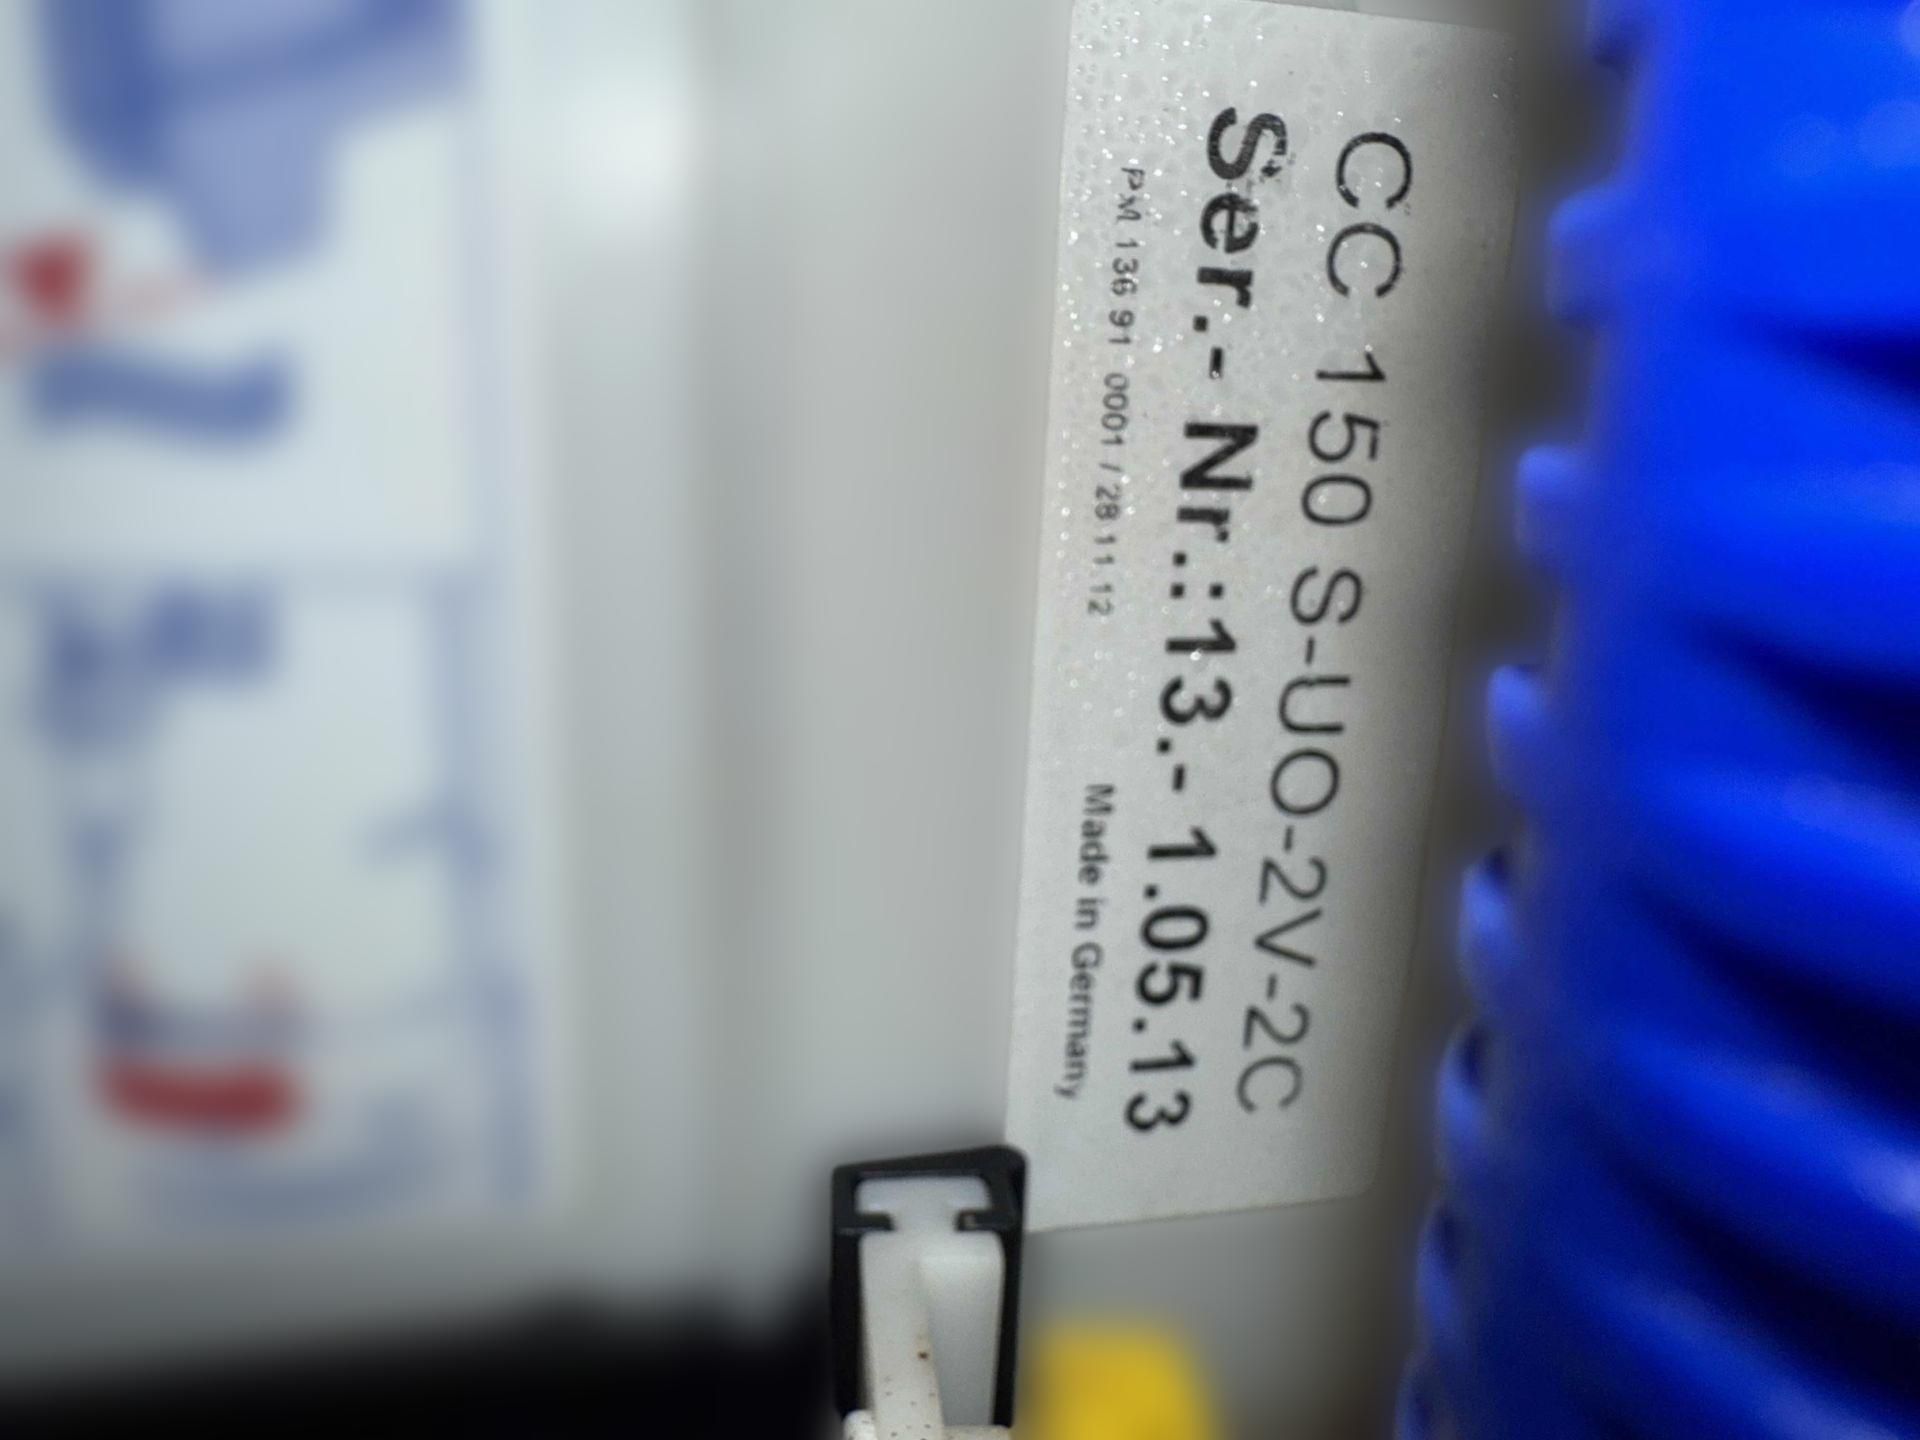 CC 150 S-UO-2V-2C
Ser.- Nr.:13.- 1.05.13
PM 136 91 0001 / 28 11 12
Made in Germany